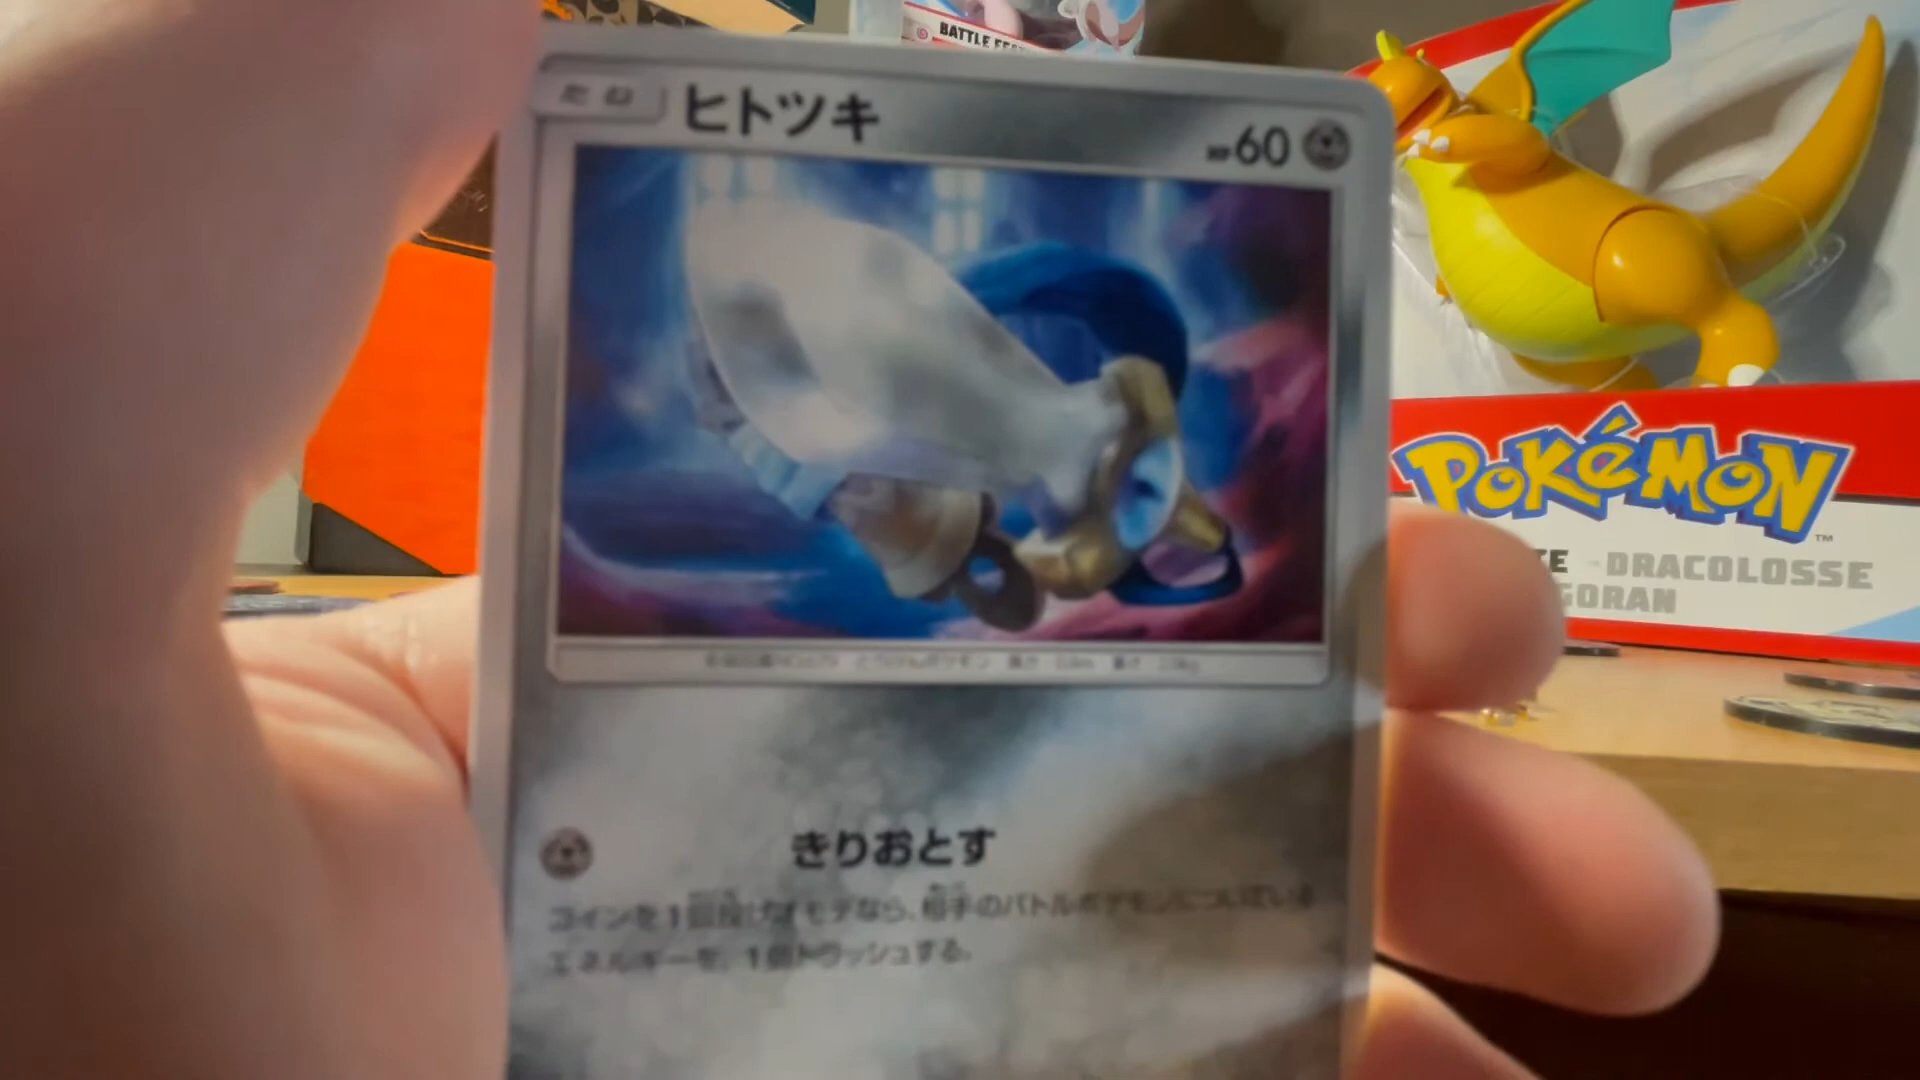 BATTLE
たね ヒトツキ HP60
きりおとす
コインを1回投げオモテなら、相手のバトルポケモンについている
エネルギーを、1個トラッシュする。
POKéMON™
DRACOLOSSE
GORAN